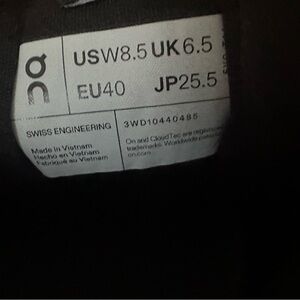 on
USW8.5 UK6.5
EU40 JP25.5
SWISS ENGINEERING
3WD10440485
Made in Vietnam
Hecho en Vietnam
Fabriqué au Vietnam
On and CloudTec are registered
trademarks. Worldwide
on.com